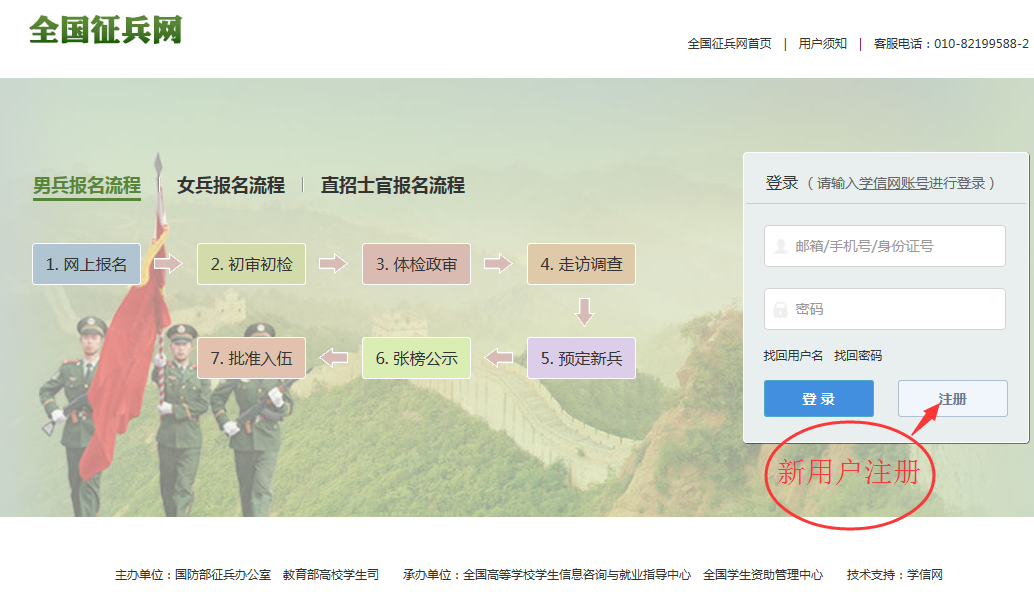 全国征兵网
全国征兵网首页 | 用户须知 | 客服电话：010-82199588-2
男兵报名流程 | 女兵报名流程 | 直招士官报名流程
1. 网上报名 2. 初审初检 3. 体检政审 4. 走访调查
7. 批准入伍 6. 张榜公示 5. 预定新兵
登录（请输入学信网账号进行登录）
邮箱/手机号/身份证号
密码
找回用户名 找回密码
登 录 注册
新用户注册
主办单位：国防部征兵办公室 教育部高校学生司 承办单位：全国高等学校学生信息咨询与就业指导中心 全国学生资助管理中心 技术支持：学信网